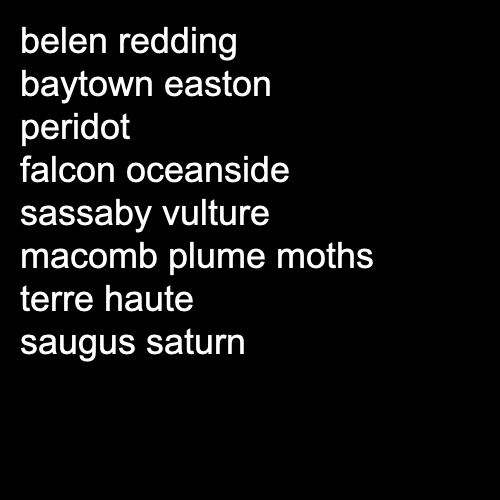 belen redding
baytown easton
peridot
falcon oceanside
sassaby vulture
macomb plume moths
terre haute
saugus saturn